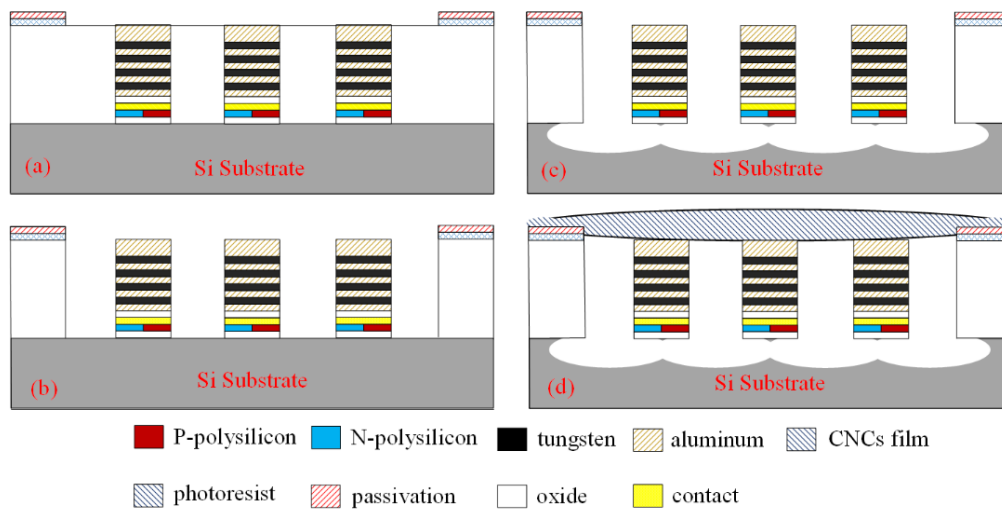 (a)
Si Substrate
(c)
Si Substrate
(b)
Si Substrate
(d)
Si Substrate
P-polysilicon
N-polysilicon
tungsten
aluminum
CNCs film
photoresist
passivation
oxide
contact